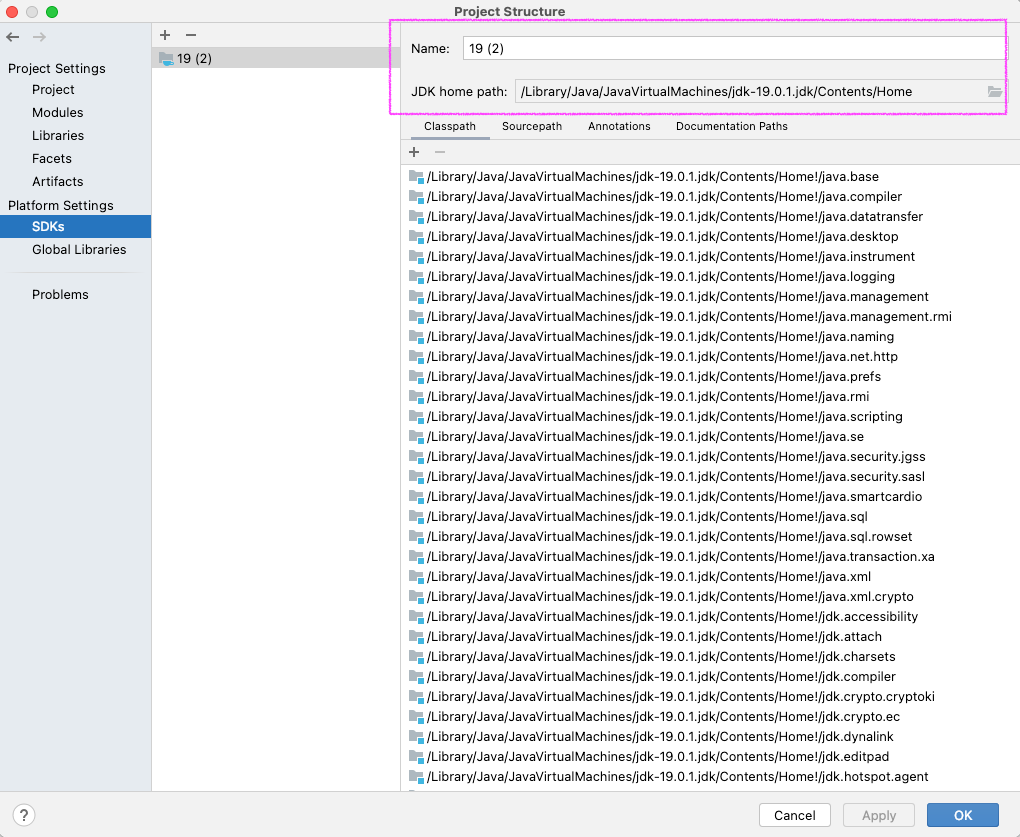 Project Structure
Project Settings
Project
Modules
Libraries
Facets
Artifacts
Platform Settings
SDKs
Global Libraries
Problems
19 (2)
Name: 19 (2)
JDK home path: /Library/Java/JavaVirtualMachines/jdk-19.0.1.jdk/Contents/Home
Classpath Sourcepath Annotations Documentation Paths
/Library/Java/JavaVirtualMachines/jdk-19.0.1.jdk/Contents/Home!/java.base
/Library/Java/JavaVirtualMachines/jdk-19.0.1.jdk/Contents/Home!/java.compiler
/Library/Java/JavaVirtualMachines/jdk-19.0.1.jdk/Contents/Home!/java.datatransfer
/Library/Java/JavaVirtualMachines/jdk-19.0.1.jdk/Contents/Home!/java.desktop
/Library/Java/JavaVirtualMachines/jdk-19.0.1.jdk/Contents/Home!/java.instrument
/Library/Java/JavaVirtualMachines/jdk-19.0.1.jdk/Contents/Home!/java.logging
/Library/Java/JavaVirtualMachines/jdk-19.0.1.jdk/Contents/Home!/java.management
/Library/Java/JavaVirtualMachines/jdk-19.0.1.jdk/Contents/Home!/java.management.rmi
/Library/Java/JavaVirtualMachines/jdk-19.0.1.jdk/Contents/Home!/java.naming
/Library/Java/JavaVirtualMachines/jdk-19.0.1.jdk/Contents/Home!/java.net.http
/Library/Java/JavaVirtualMachines/jdk-19.0.1.jdk/Contents/Home!/java.prefs
/Library/Java/JavaVirtualMachines/jdk-19.0.1.jdk/Contents/Home!/java.rmi
/Library/Java/JavaVirtualMachines/jdk-19.0.1.jdk/Contents/Home!/java.scripting
/Library/Java/JavaVirtualMachines/jdk-19.0.1.jdk/Contents/Home!/java.se
/Library/Java/JavaVirtualMachines/jdk-19.0.1.jdk/Contents/Home!/java.security.jgss
/Library/Java/JavaVirtualMachines/jdk-19.0.1.jdk/Contents/Home!/java.security.sasl
/Library/Java/JavaVirtualMachines/jdk-19.0.1.jdk/Contents/Home!/java.smartcardio
/Library/Java/JavaVirtualMachines/jdk-19.0.1.jdk/Contents/Home!/java.sql
/Library/Java/JavaVirtualMachines/jdk-19.0.1.jdk/Contents/Home!/java.sql.rowset
/Library/Java/JavaVirtualMachines/jdk-19.0.1.jdk/Contents/Home!/java.transaction.xa
/Library/Java/JavaVirtualMachines/jdk-19.0.1.jdk/Contents/Home!/java.xml
/Library/Java/JavaVirtualMachines/jdk-19.0.1.jdk/Contents/Home!/java.xml.crypto
/Library/Java/JavaVirtualMachines/jdk-19.0.1.jdk/Contents/Home!/jdk.accessibility
/Library/Java/JavaVirtualMachines/jdk-19.0.1.jdk/Contents/Home!/jdk.attach
/Library/Java/JavaVirtualMachines/jdk-19.0.1.jdk/Contents/Home!/jdk.charsets
/Library/Java/JavaVirtualMachines/jdk-19.0.1.jdk/Contents/Home!/jdk.compiler
/Library/Java/JavaVirtualMachines/jdk-19.0.1.jdk/Contents/Home!/jdk.crypto.cryptoki
/Library/Java/JavaVirtualMachines/jdk-19.0.1.jdk/Contents/Home!/jdk.crypto.ec
/Library/Java/JavaVirtualMachines/jdk-19.0.1.jdk/Contents/Home!/jdk.dynalink
/Library/Java/JavaVirtualMachines/jdk-19.0.1.jdk/Contents/Home!/jdk.editpad
/Library/Java/JavaVirtualMachines/jdk-19.0.1.jdk/Contents/Home!/jdk.hotspot.agent
? Cancel Apply OK